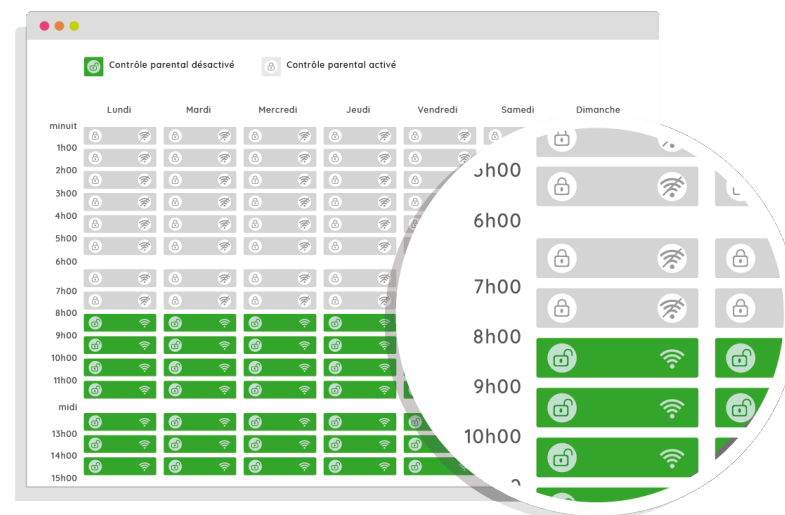 Contrôle parental désactivé
Contrôle parental activé
Lundi Mardi Mercredi Jeudi Vendredi Samedi Dimanche
minuit
1h00
2h00
3h00
4h00
5h00
6h00
7h00
8h00
9h00
10h00
11h00
midi
13h00
14h00
15h00
6h00
7h00
8h00
9h00
10h00